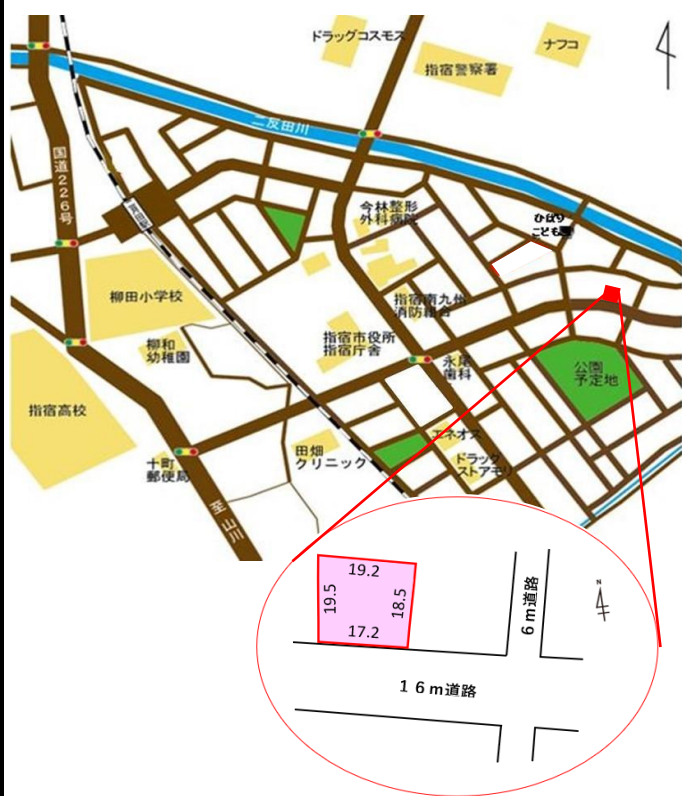 ドラッグコスモス
ナフコ
指宿警察署
二反田川
国道226号
今林整形
外科病院
ひばり
こども園
柳田小学校
指宿南九州
消防組合
柳和
幼稚園
指宿市役所
指宿庁舎
永尾
歯科
公園
予定地
指宿高校
エネオス
田畑
クリニック
ドラッグ
ストアモリ
十町
郵便局
至山川
19.2
19.5
18.5
17.2
6m道路
N
16m道路